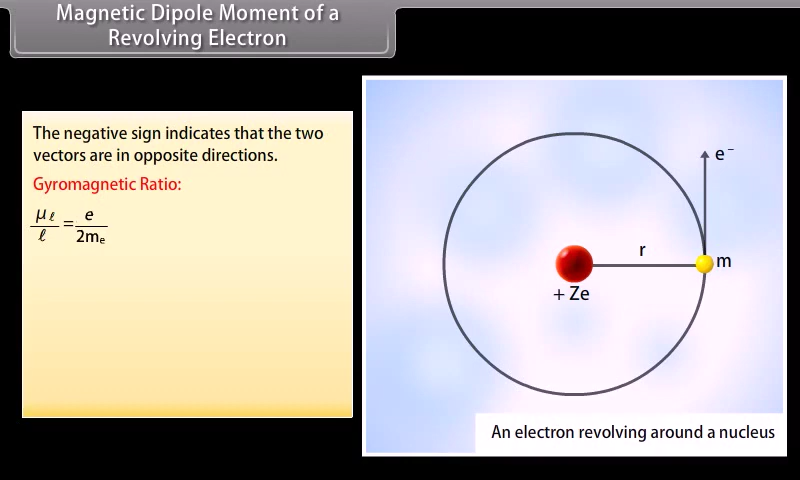 Magnetic Dipole Moment of a
Revolving Electron
The negative sign indicates that the two
vectors are in opposite directions.
Gyromagnetic Ratio:
μℓ/ℓ = e/2mₑ
e⁻
r
m
+ Ze
An electron revolving around a nucleus